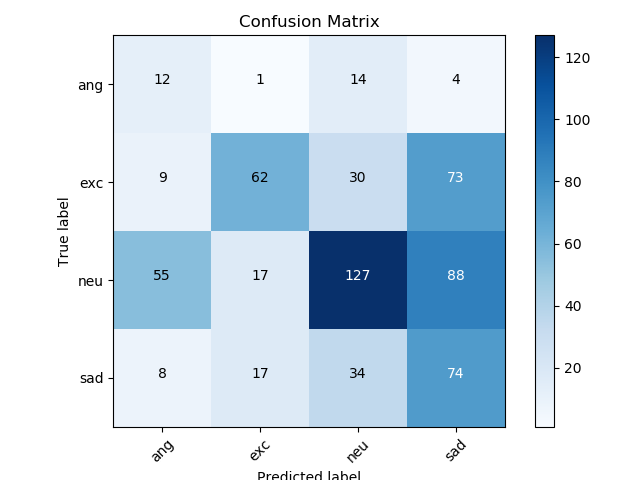 Confusion Matrix
True label
ang 12 1 14 4
exc 9 62 30 73
neu 55 17 127 88
sad 8 17 34 74
ang exc neu sad
Predicted label
120
100
80
60
40
20